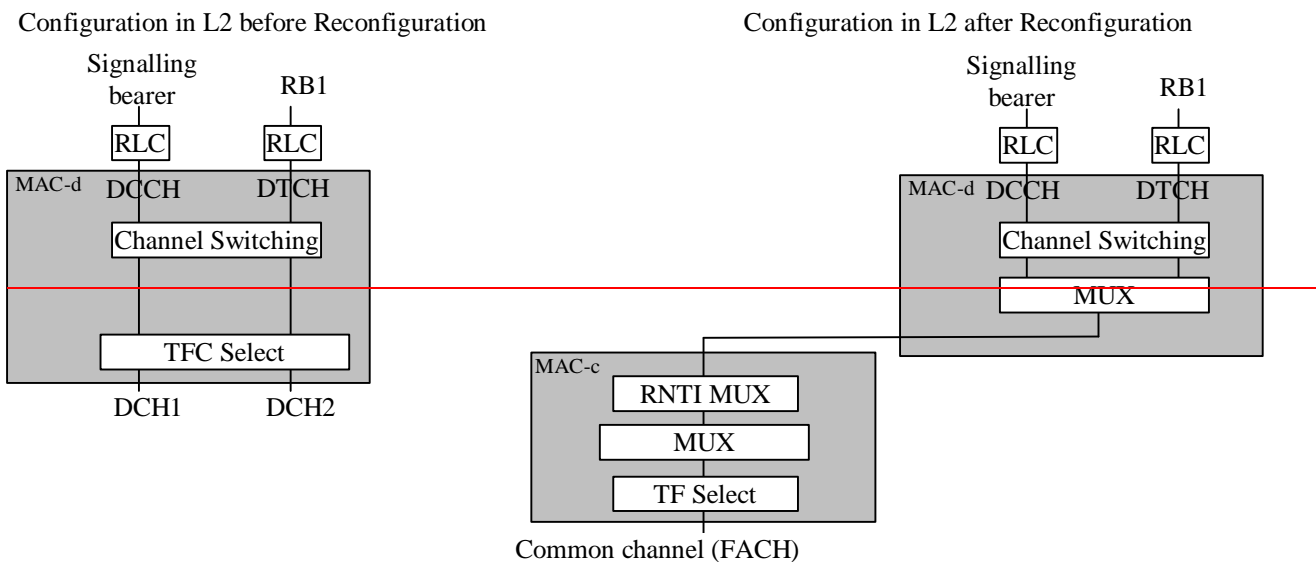 Configuration in L2 before Reconfiguration
Configuration in L2 after Reconfiguration
Signalling
bearer
RB1
RLC
RLC
MAC-d
DCCH
DTCH
Channel Switching
TFC Select
DCH1
DCH2
Signalling
bearer
RB1
RLC
RLC
MAC-d
DCCH
DTCH
Channel Switching
MUX
MAC-c
RNTI MUX
MUX
TF Select
Common channel (FACH)